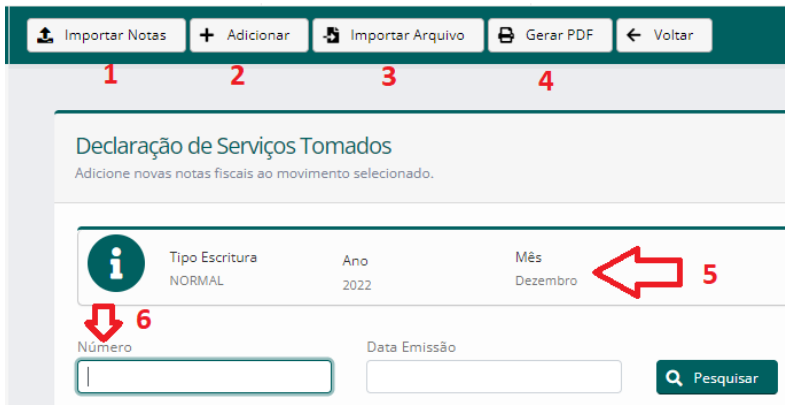 Importar Notas + Adicionar Importar Arquivo Gerar PDF ← Voltar
1 2 3 4
Declaração de Serviços Tomados
Adicione novas notas fiscais ao movimento selecionado.
i Tipo Escritura Ano Mês
NORMAL 2022 Dezembro 5
6
Número Data Emissão
Pesquisar